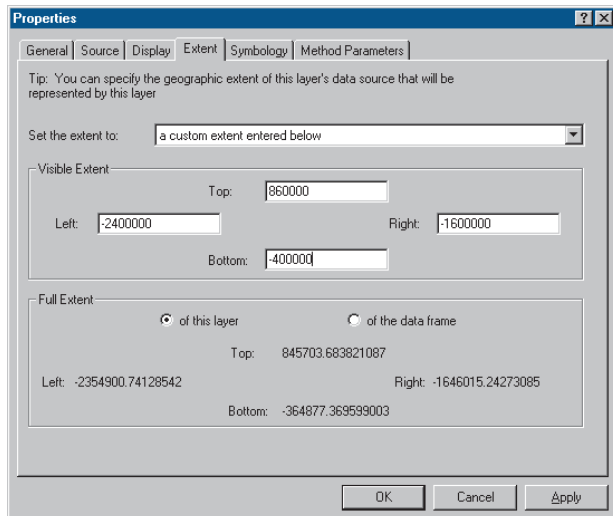 Properties
General Source Display Extent Symbology Method Parameters
Tip: You can specify the geographic extent of this layer's data source that will be
represented by this layer
Set the extent to: a custom extent entered below
Visible Extent
Top: 860000
Left: -2400000 Right: -1600000
Bottom: -400000
Full Extent
of this layer of the data frame
Top: 845703.683821087
Left: -2354900.74128542 Right: -1646015.24273085
Bottom: -364877.369599003
OK Cancel Apply